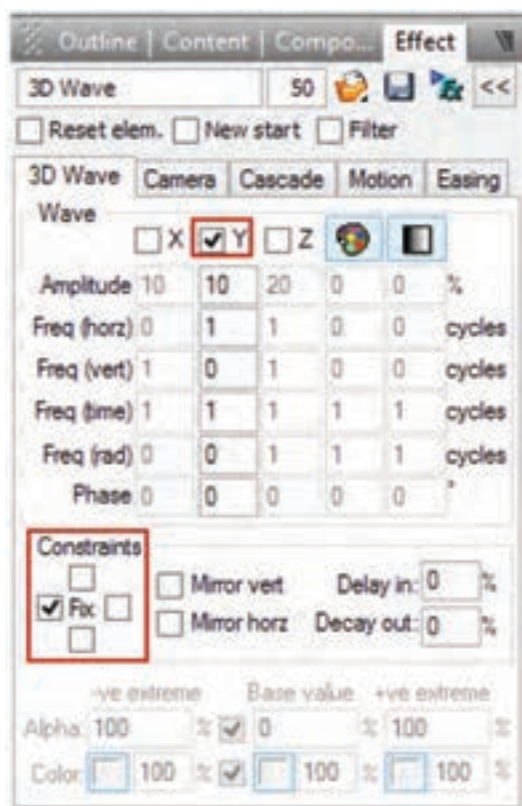 Outline | Content | Compo... Effect
3D Wave 50 <<
Reset elem. New start Filter
3D Wave Camera Cascade Motion Easing
Wave
X Y Z
Amplitude 10 10 20 0 0 %
Freq (horz) 0 1 1 0 0 cycles
Freq (vert) 1 0 1 0 0 cycles
Freq (time) 1 1 1 1 1 cycles
Freq (rad) 0 0 1 1 1 cycles
Phase 0 0 0 0 0 °
Constraints
Mirror vert Delay in: 0 %
Fix
Mirror horz Decay out: 0 %
-ve extreme Base value +ve extreme
Alpha: 100 % 0 % 100 %
Color: 100 % 100 % 100 %